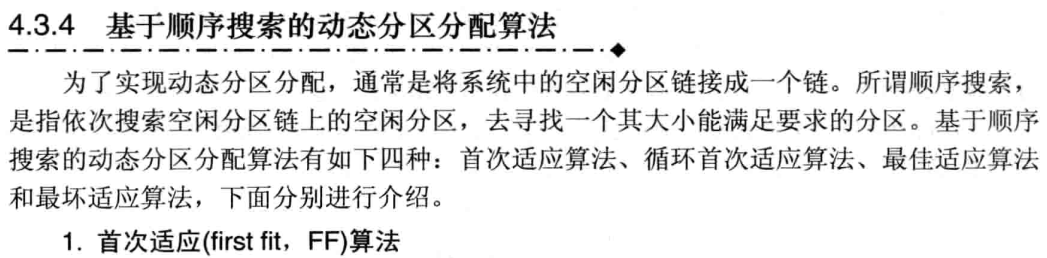 4.3.4 基于顺序搜索的动态分区分配算法
为了实现动态分区分配，通常是将系统中的空闲分区链接成一个链。所谓顺序搜索，
是指依次搜索空闲分区链上的空闲分区，去寻找一个其大小能满足要求的分区。基于顺序
搜索的动态分区分配算法有如下四种：首次适应算法、循环首次适应算法、最佳适应算法
和最坏适应算法，下面分别进行介绍。
1. 首次适应(first fit，FF)算法